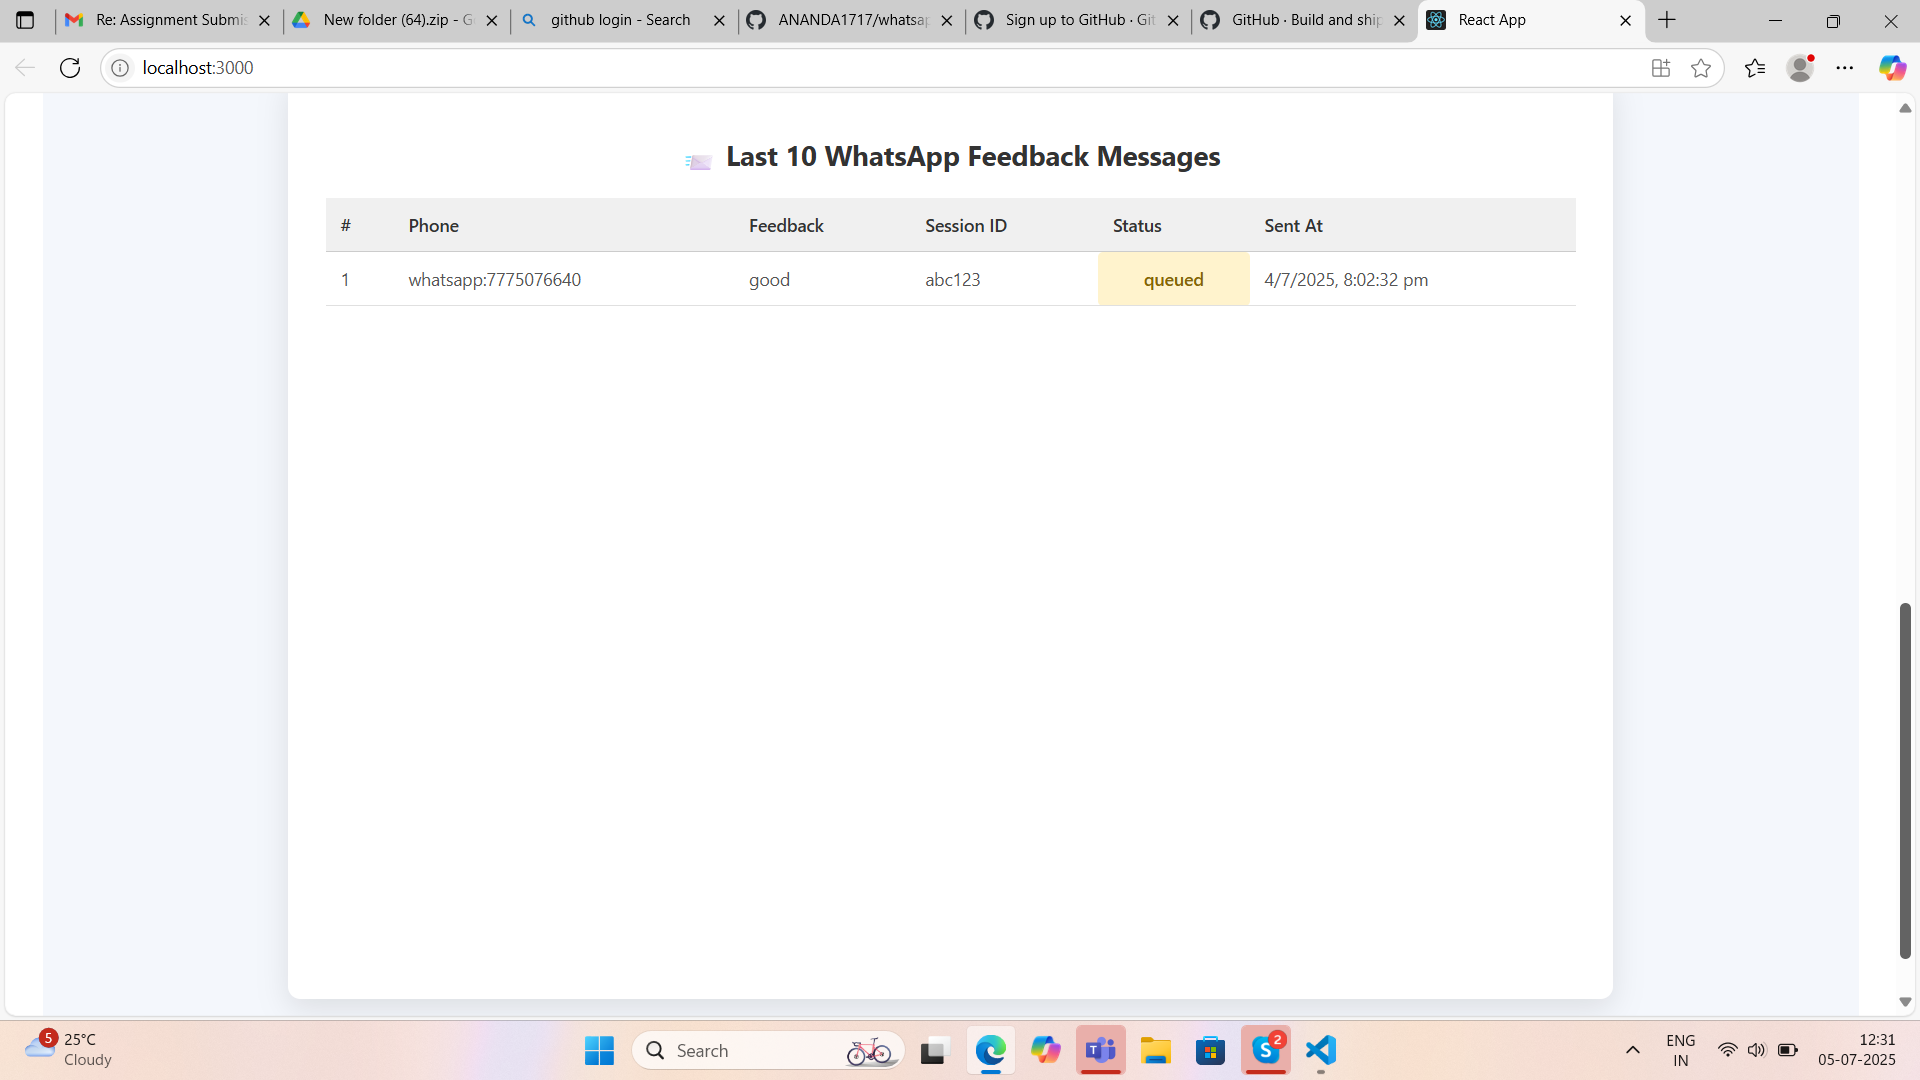 Re: Assignment Submis
New folder (64).zip - G
github login - Search
ANANDA1717/whatsap
Sign up to GitHub · Git
GitHub · Build and ship
React App
localhost:3000
Last 10 WhatsApp Feedback Messages
# Phone Feedback Session ID Status Sent At
1 whatsapp:7775076640 good abc123 queued 4/7/2025, 8:02:32 pm
5
25°C
Cloudy
Search
2
ENG
IN
12:31
05-07-2025